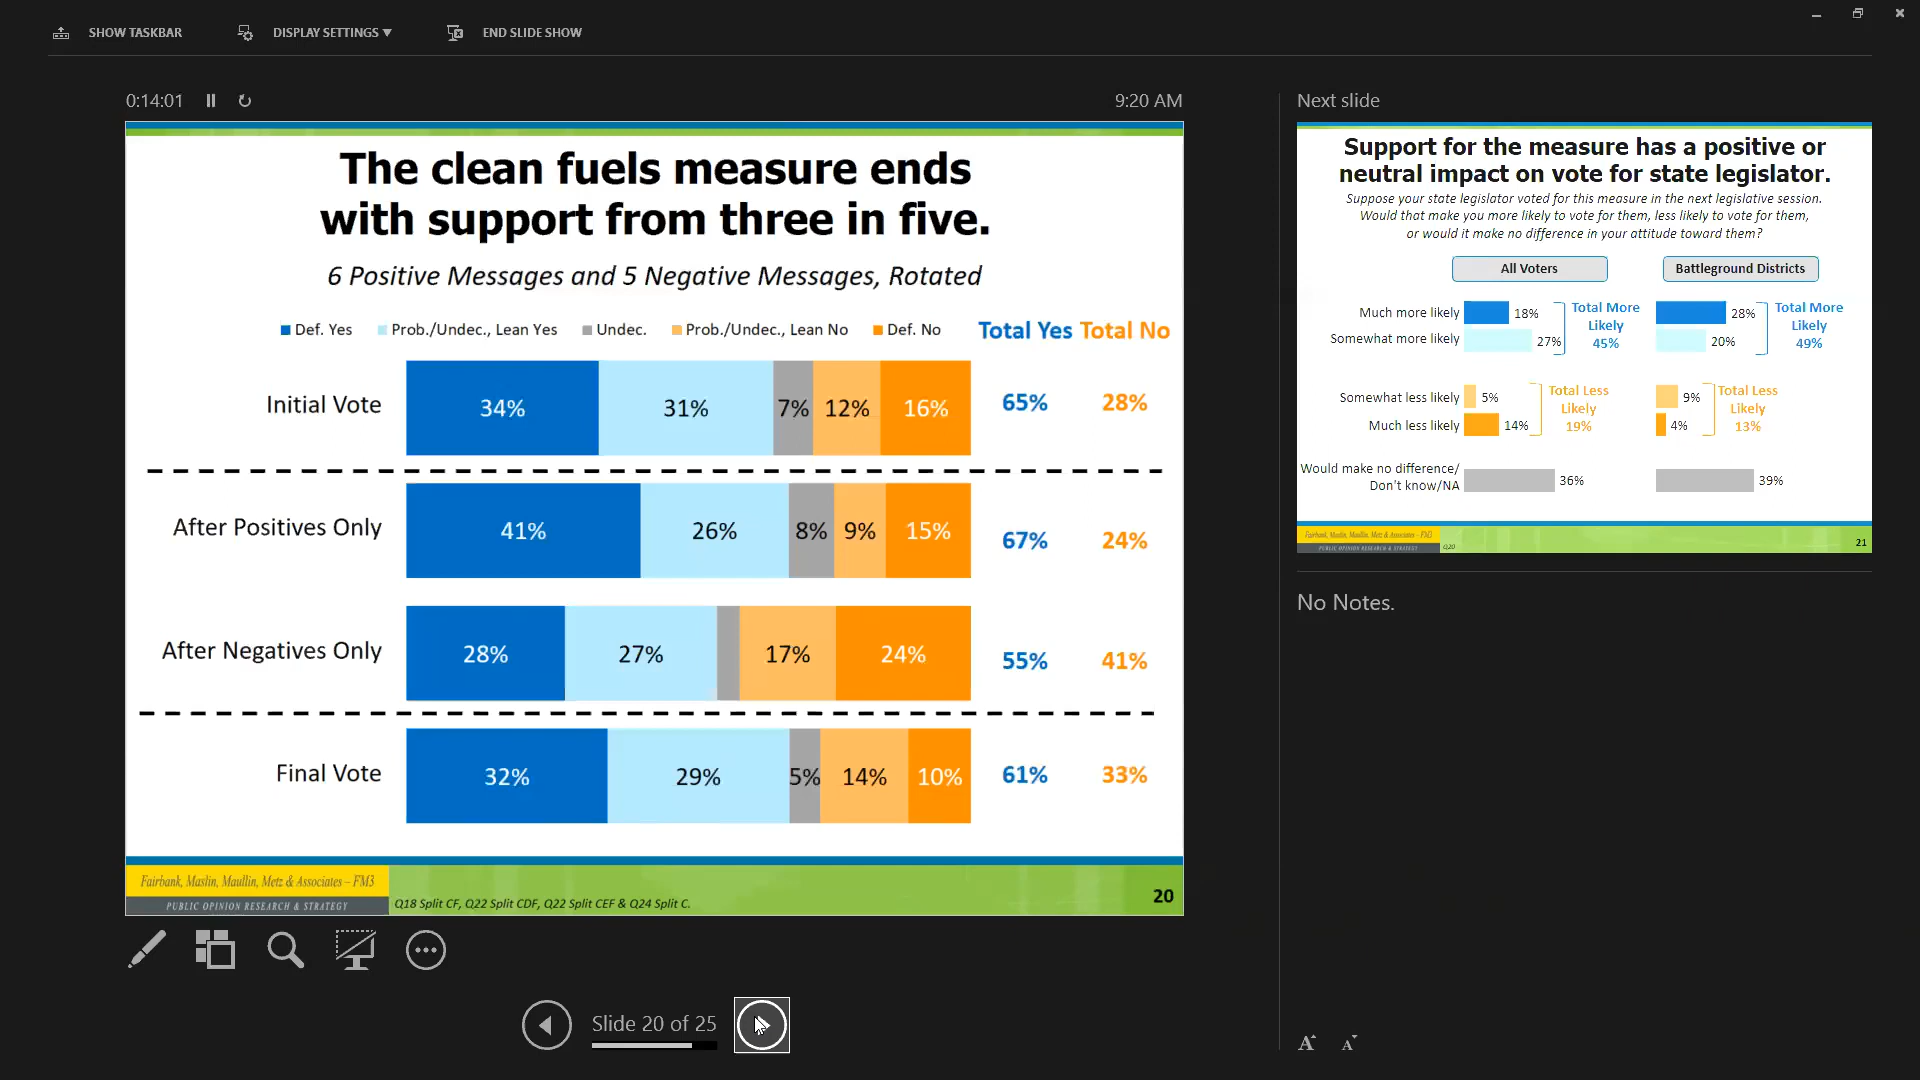 SHOW TASKBAR
DISPLAY SETTINGS ▼
END SLIDE SHOW
0:14:01
9:20 AM
The clean fuels measure ends
with support from three in five.
6 Positive Messages and 5 Negative Messages, Rotated
Def. Yes
Prob./Undec., Lean Yes
Undec.
Prob./Undec., Lean No
Def. No
Total Yes
Total No
Initial Vote
34%
31%
7%
12%
16%
65%
28%
After Positives Only
41%
26%
8%
9%
15%
67%
24%
After Negatives Only
28%
27%
17%
24%
55%
41%
Final Vote
32%
29%
5%
14%
10%
61%
33%
Fairbank, Maslin, Maullin, Metz & Associates – FM3
PUBLIC OPINION RESEARCH & STRATEGY
Q18 Split CF, Q22 Split CDF, Q22 Split CEF & Q24 Split C.
20
Slide 20 of 25
Next slide
Support for the measure has a positive or
neutral impact on vote for state legislator.
Suppose your state legislator voted for this measure in the next legislative session.
Would that make you more likely to vote for them, less likely to vote for them,
or would it make no difference in your attitude toward them?
All Voters
Battleground Districts
Much more likely
18%
28%
Somewhat more likely
27%
20%
Total More
Likely
45%
Total More
Likely
49%
Somewhat less likely
5%
9%
Much less likely
14%
4%
Total Less
Likely
19%
Total Less
Likely
13%
Would make no difference/
Don't know/NA
36%
39%
Fairbank, Maslin, Maullin, Metz & Associates – FM3
PUBLIC OPINION RESEARCH & STRATEGY
Q20
21
No Notes.
A
A